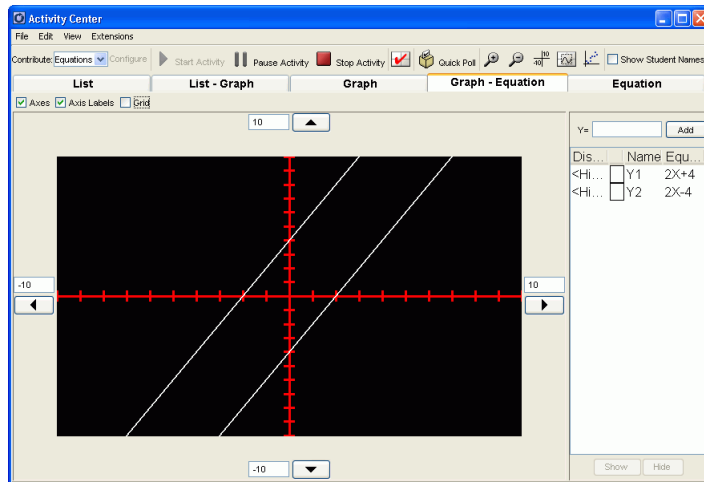 Activity Center
File Edit View Extensions
Contribute: Equations Configure Start Activity Pause Activity Stop Activity Quick Poll Show Student Names
List List - Graph Graph Graph - Equation Equation
Axes Axis Labels Grid
10
Y= Add
Dis... Name Equ...
<Hi... Y1 2X+4
<Hi... Y2 2X-4
-10 10
-10
Show Hide